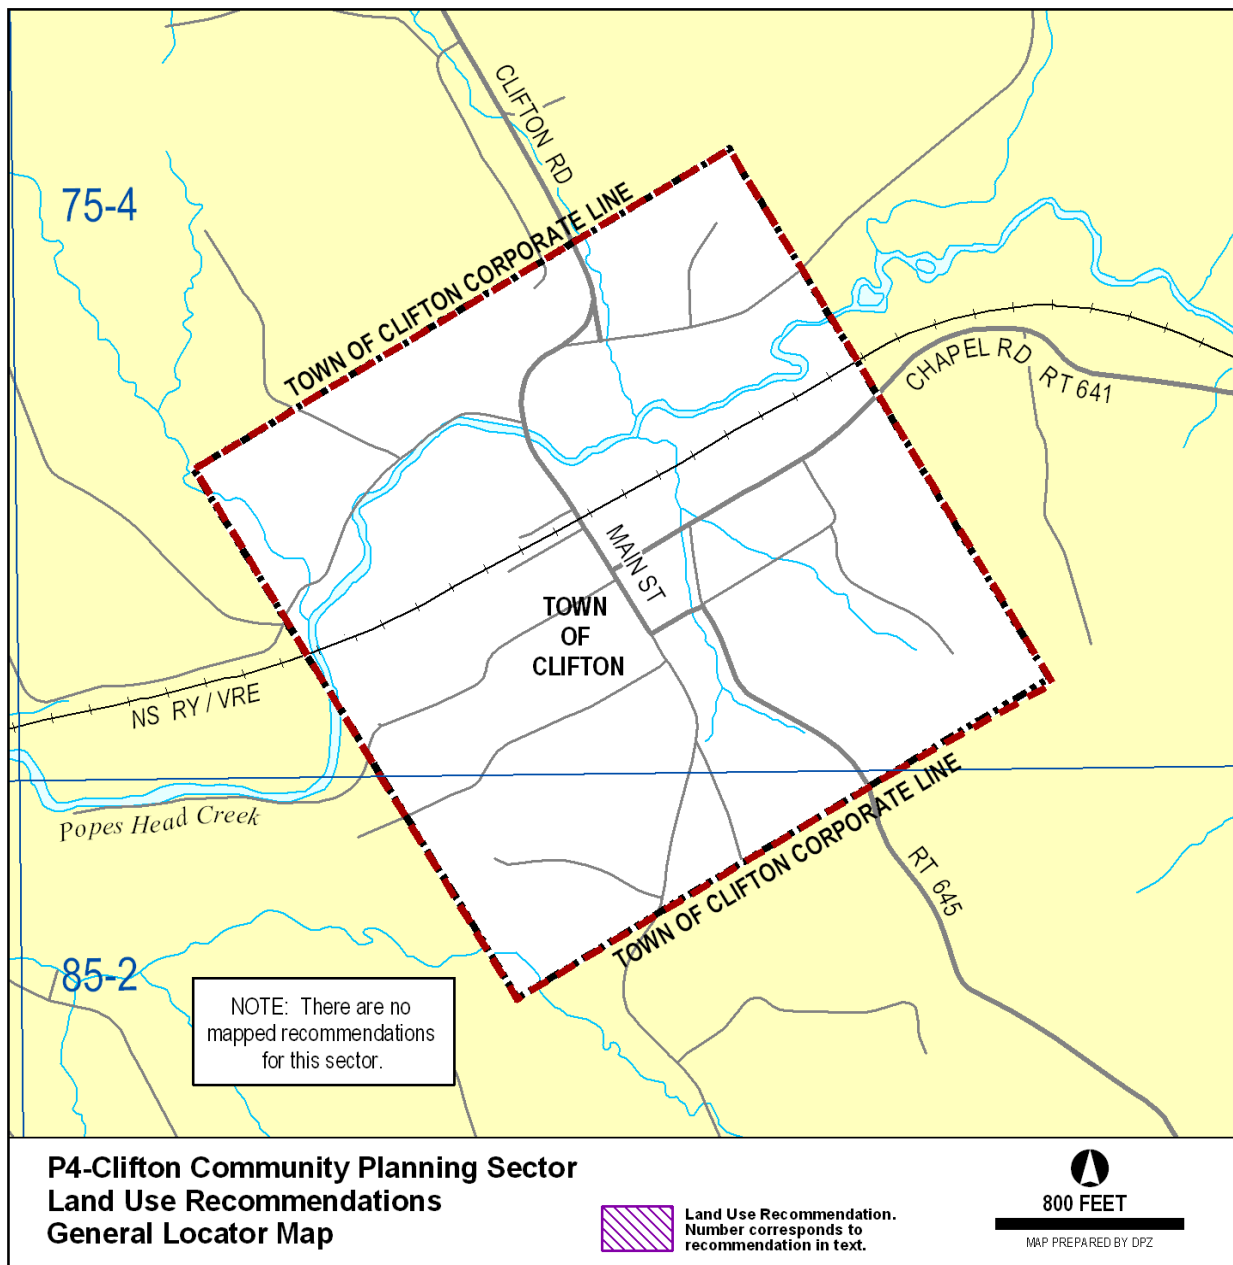 CLIFTON RD
75-4
TOWN OF CLIFTON CORPORATE LINE
CHAPEL RD
RT 641
MAIN ST
TOWN
OF
CLIFTON
NS RY / VRE
Popes Head Creek
TOWN OF CLIFTON CORPORATE LINE
RT 645
85-2
NOTE: There are no
mapped recommendations
for this sector.
P4-Clifton Community Planning Sector
Land Use Recommendations
General Locator Map
Land Use Recommendation.
Number corresponds to
recommendation in text.
800 FEET
MAP PREPARED BY DPZ